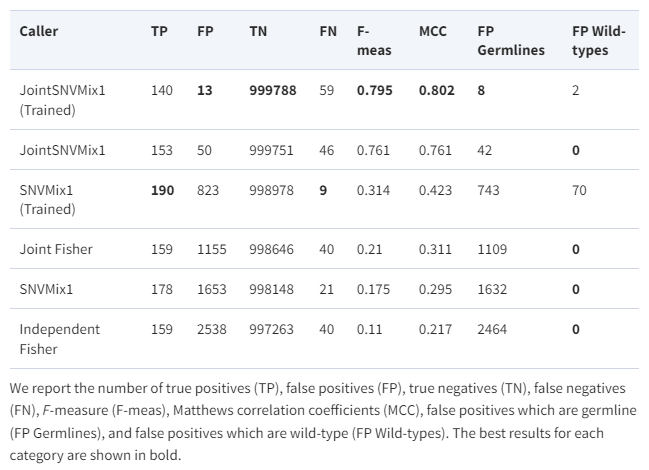 Caller TP FP TN FN F-meas MCC FP Germlines FP Wild-types
JointSNVMix1 (Trained) 140 13 999788 59 0.795 0.802 8 2
JointSNVMix1 153 50 999751 46 0.761 0.761 42 0
SNVMix1 (Trained) 190 823 998978 9 0.314 0.423 743 70
Joint Fisher 159 1155 998646 40 0.21 0.311 1109 0
SNVMix1 178 1653 998148 21 0.175 0.295 1632 0
Independent Fisher 159 2538 997263 40 0.11 0.217 2464 0
We report the number of true positives (TP), false positives (FP), true negatives (TN), false negatives
(FN), F-measure (F-meas), Matthews correlation coefficients (MCC), false positives which are germline
(FP Germlines), and false positives which are wild-type (FP Wild-types). The best results for each
category are shown in bold.